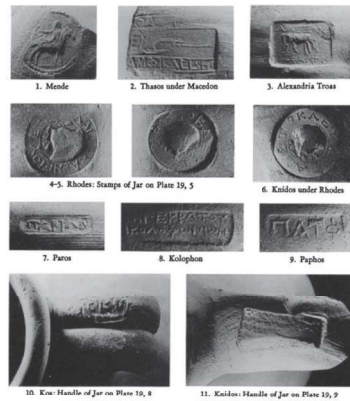 1. Mende
2. Thasos under Macedon
3. Alexandria Troas
4-5. Rhodes: Stamps of Jar on Plate 19, 5
6. Knidos under Rhodes
7. Paros
8. Kolophon
ΠΑΤΦ
9. Paphos
10. Kos: Handle of Jar on Plate 19, 8
11. Knidos: Handle of Jar on Plate 19, 9